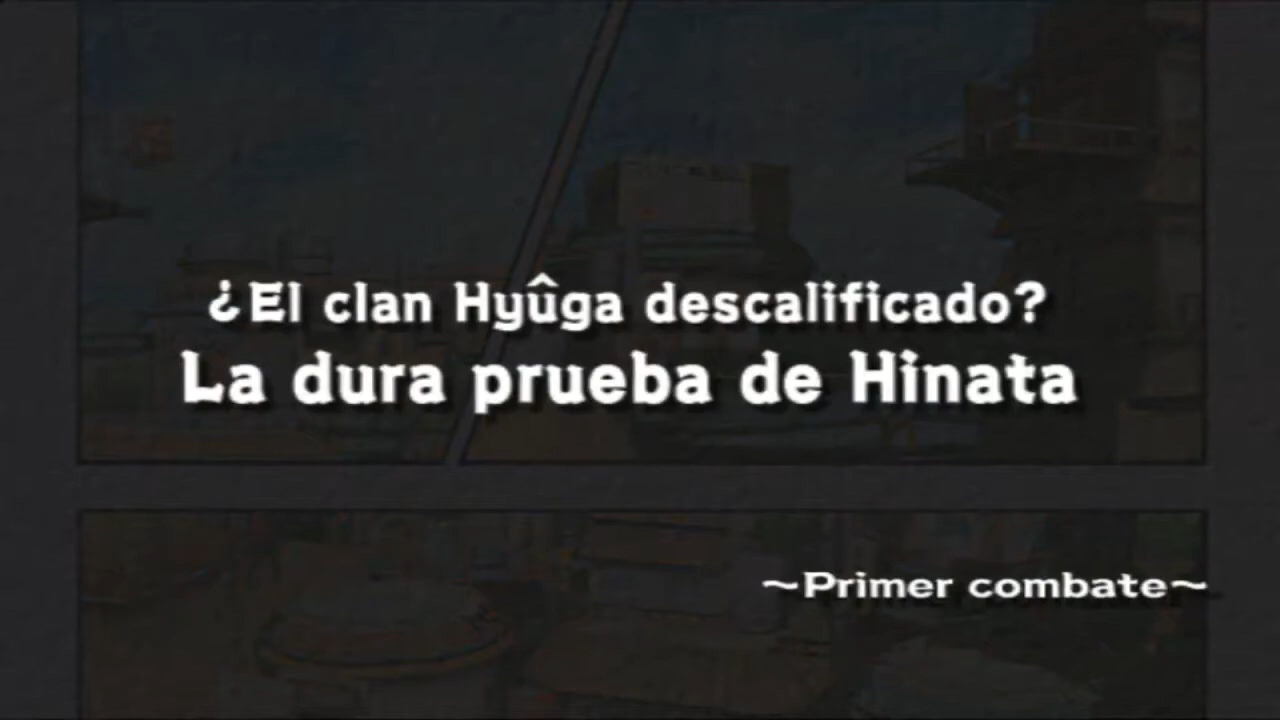 ¿El clan Hyûga descalificado?
La dura prueba de Hinata
~Primer combate~